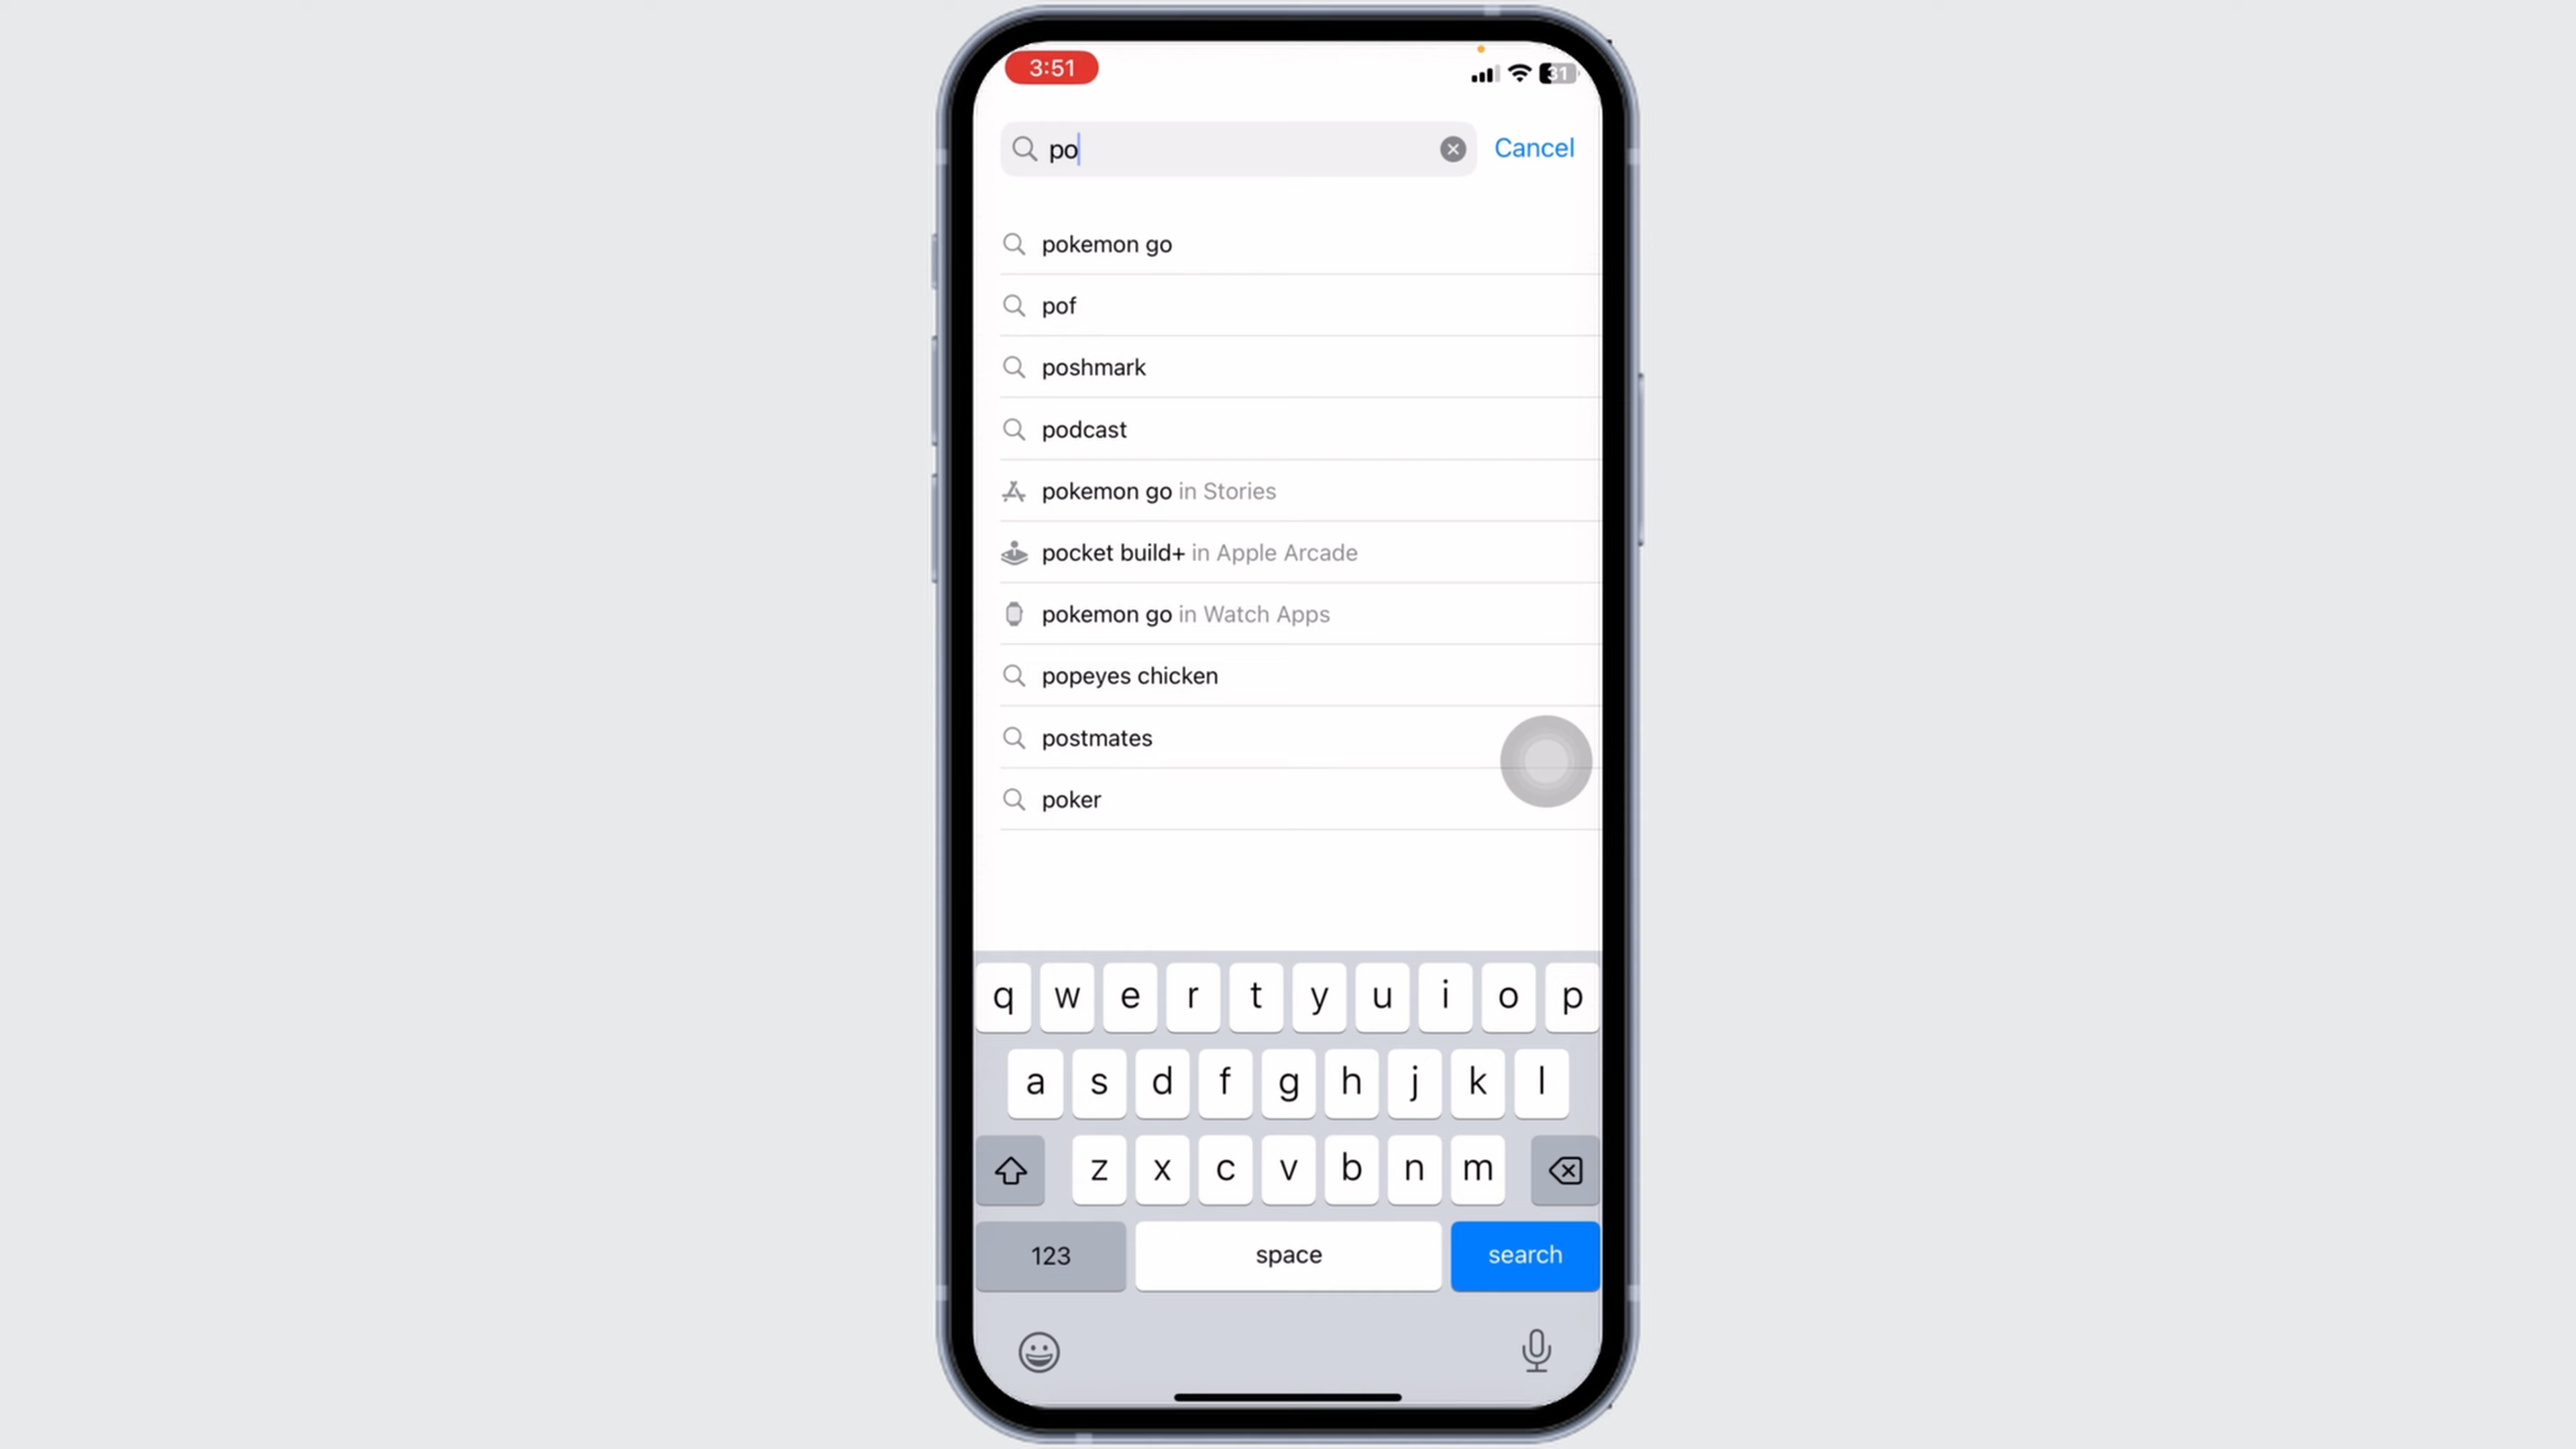 3:51
31
po
Cancel
pokemon go
pof
poshmark
podcast
pokemon go in Stories
pocket build+ in Apple Arcade
pokemon go in Watch Apps
popeyes chicken
postmates
poker
q w e r t y u i o p
a s d f g h j k l
z x c v b n m
123 space search